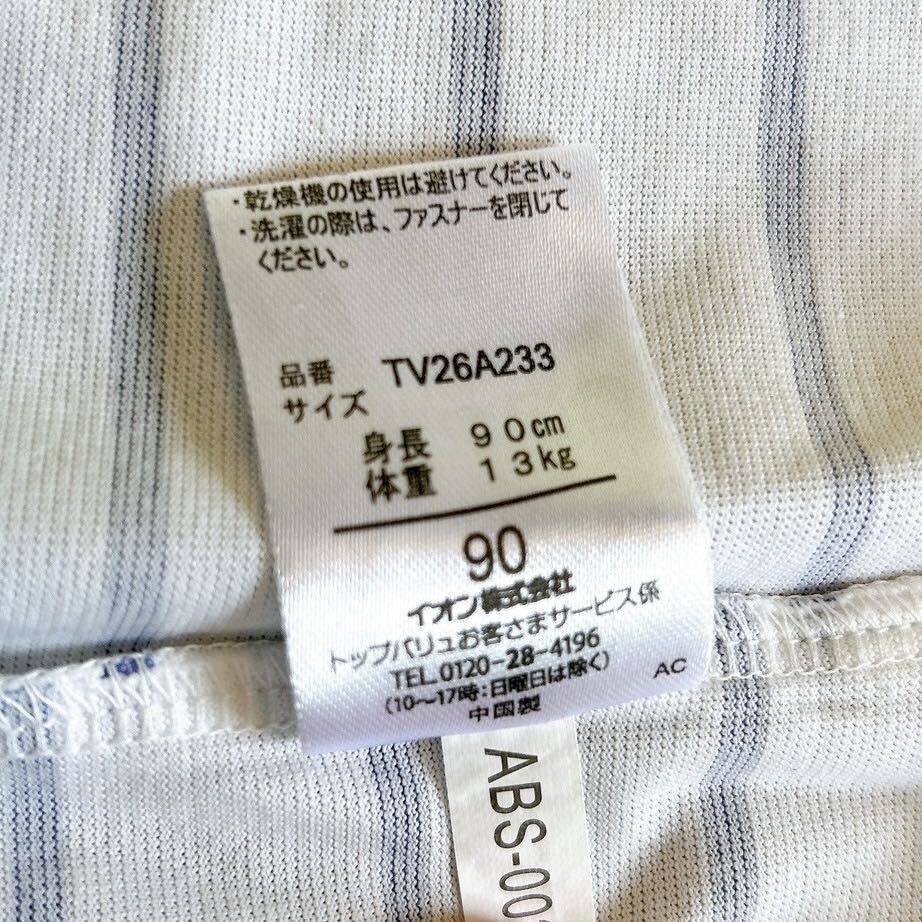 ・乾燥機の使用は避けてください。
・洗濯の際は、ファスナーを閉じて
ください。
品番 TV26A233
サイズ
身長 90cm
体重 13kg
90
イオン株式会社
トップバリュお客さまサービス係
TEL.0120-28-4196
(10〜17時:日曜日は除く)
中国製
AC
ABS-00